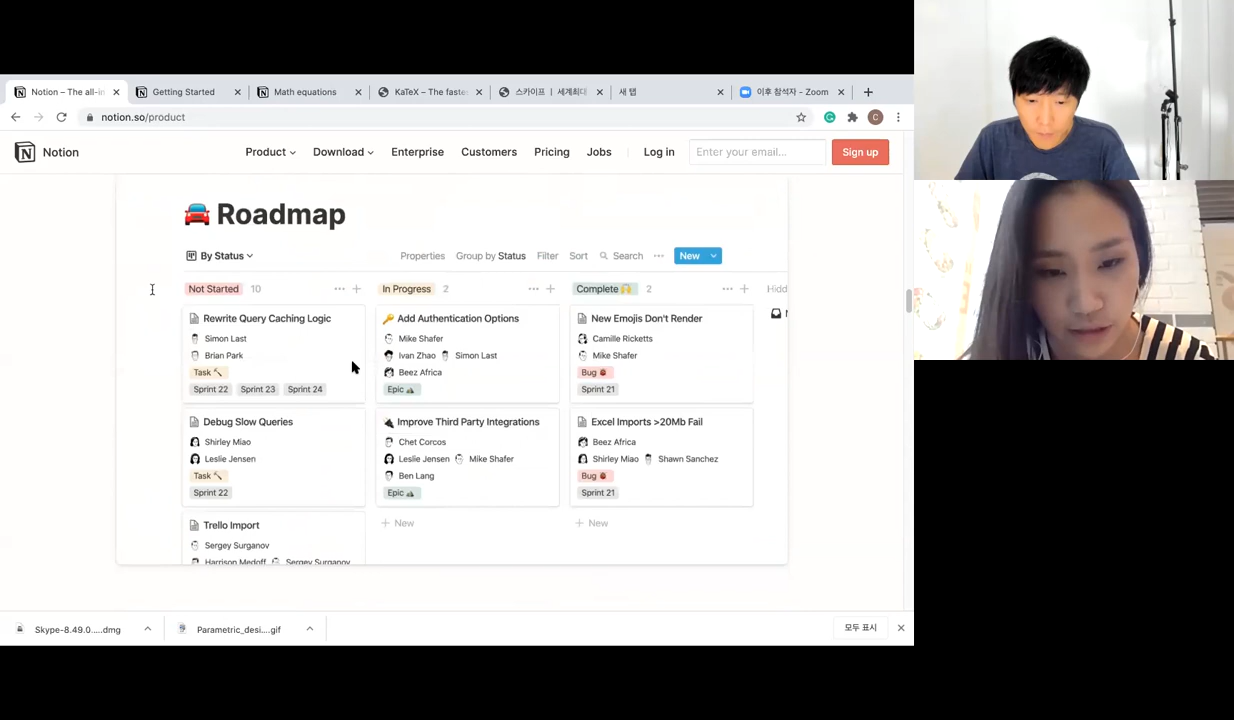 Notion – The all-in
Getting Started
Math equations
KaTeX – The faste
스카이프 | 세계최대
새 탭
이후 참석자 - Zoom
notion.so/product
C
Notion
Product
Download
Enterprise
Customers
Pricing
Jobs
Log in
Enter your email...
Sign up
Roadmap
By Status
Properties
Group by Status
Filter
Sort
Search
New
Not Started 10
In Progress 2
Complete 2
Hidd
Rewrite Query Caching Logic
Simon Last
Brian Park
Task
Sprint 22 Sprint 23 Sprint 24
Debug Slow Queries
Shirley Miao
Leslie Jensen
Task
Sprint 22
Trello Import
Sergey Surganov
Harrison Medoff Sergey Surganov
Add Authentication Options
Mike Shafer
Ivan Zhao Simon Last
Beez Africa
Epic
Improve Third Party Integrations
Chet Corcos
Leslie Jensen Mike Shafer
Ben Lang
Epic
+ New
New Emojis Don't Render
Camille Ricketts
Mike Shafer
Bug
Sprint 21
Excel Imports >20Mb Fail
Beez Africa
Shirley Miao Shawn Sanchez
Bug
Sprint 21
+ New
Skype-8.49.0.....dmg
Parametric_desi....gif
모두 표시